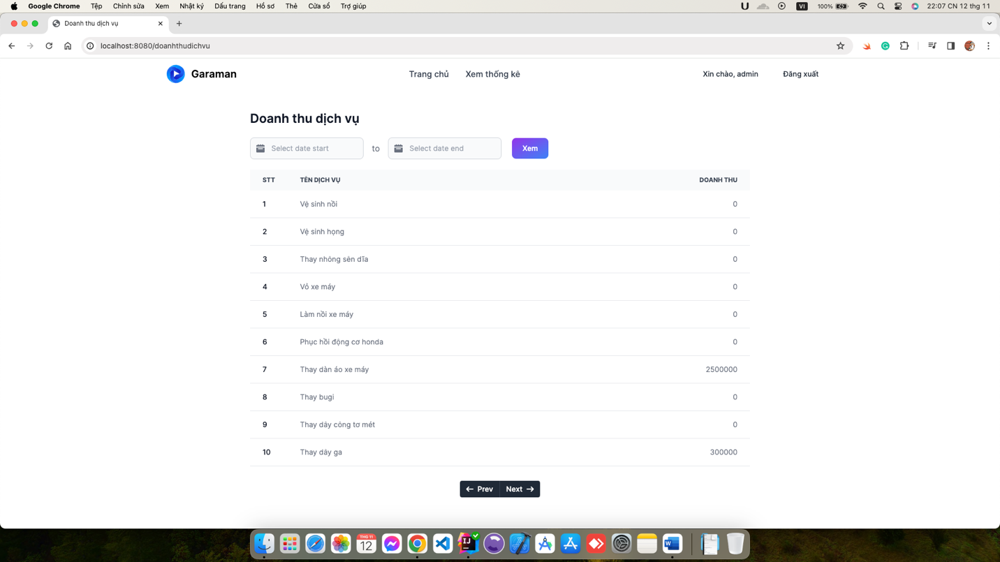 Google Chrome Tệp Chỉnh sửa Xem Nhật ký Dấu trang Hồ sơ Thẻ Cửa sổ Trợ giúp VI 100% 22:07 CN 12 thg 11
Doanh thu dịch vụ
localhost:8080/doanhthudichvu
Garaman Trang chủ Xem thống kê Xin chào, admin Đăng xuất
Doanh thu dịch vụ
Select date start to Select date end Xem
STT TÊN DỊCH VỤ DOANH THU
1 Vệ sinh nồi 0
2 Vệ sinh họng 0
3 Thay nhông sên dĩa 0
4 Vỏ xe máy 0
5 Làm nồi xe máy 0
6 Phục hồi động cơ honda 0
7 Thay dàn áo xe máy 2500000
8 Thay bugi 0
9 Thay dây công tơ mét 0
10 Thay dây ga 300000
Prev Next
THG 11
12
IJ
W